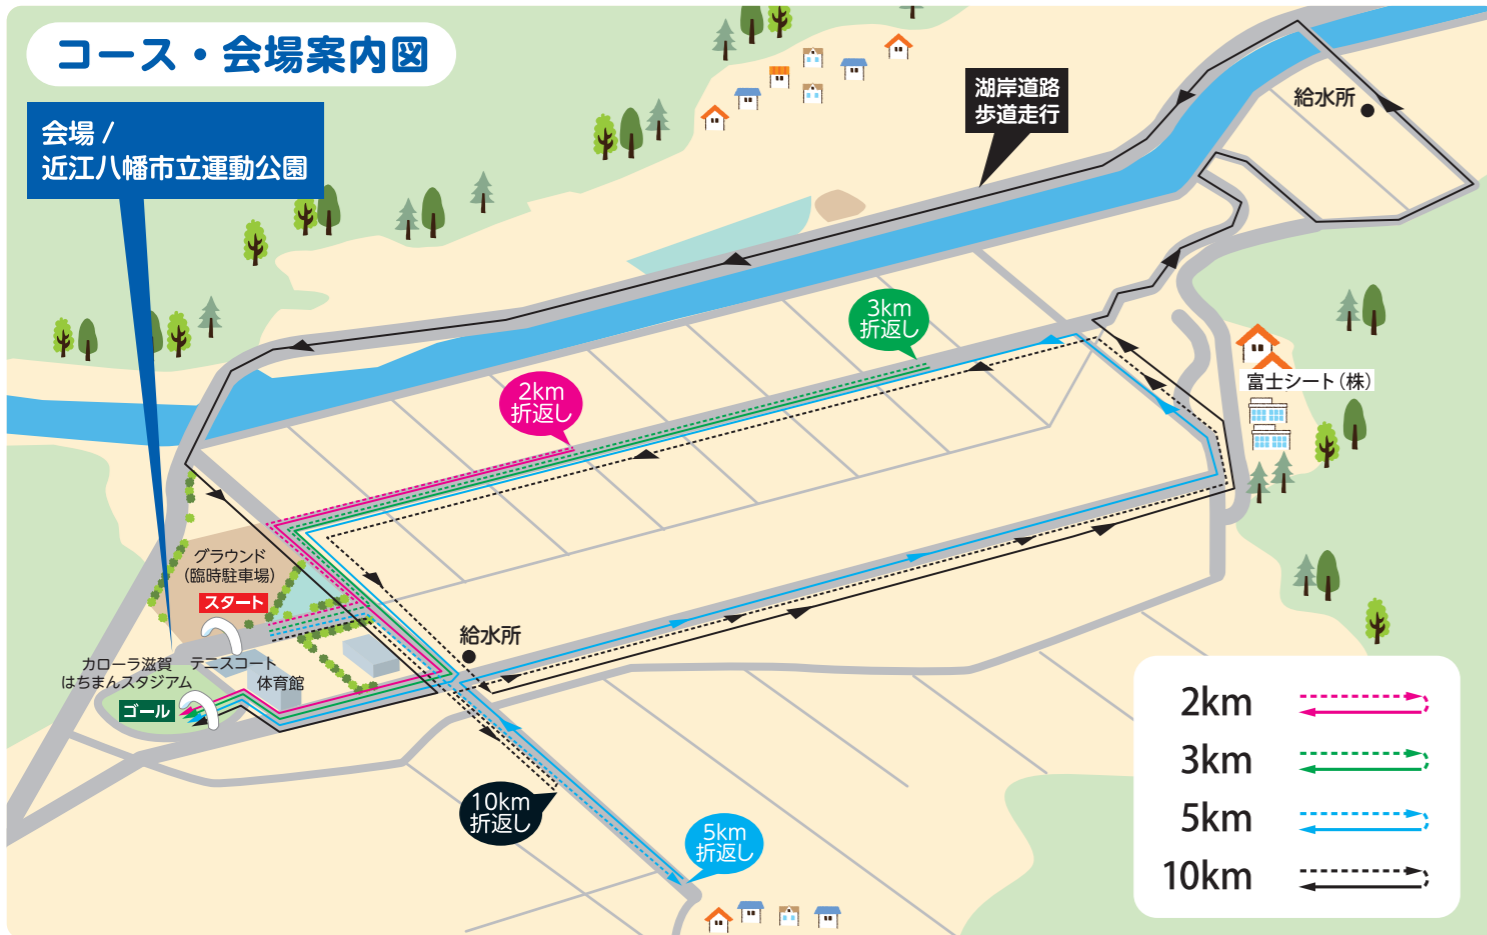 コース・会場案内図
会場 /
近江八幡市立運動公園
湖岸道路
歩道走行
給水所
3km
折返し
2km
折返し
富士シート(株)
グラウンド
(臨時駐車場)
スタート
給水所
カローラ滋賀
はちまんスタジアム
テニスコート
体育館
ゴール
10km
折返し
5km
折返し
2km
3km
5km
10km